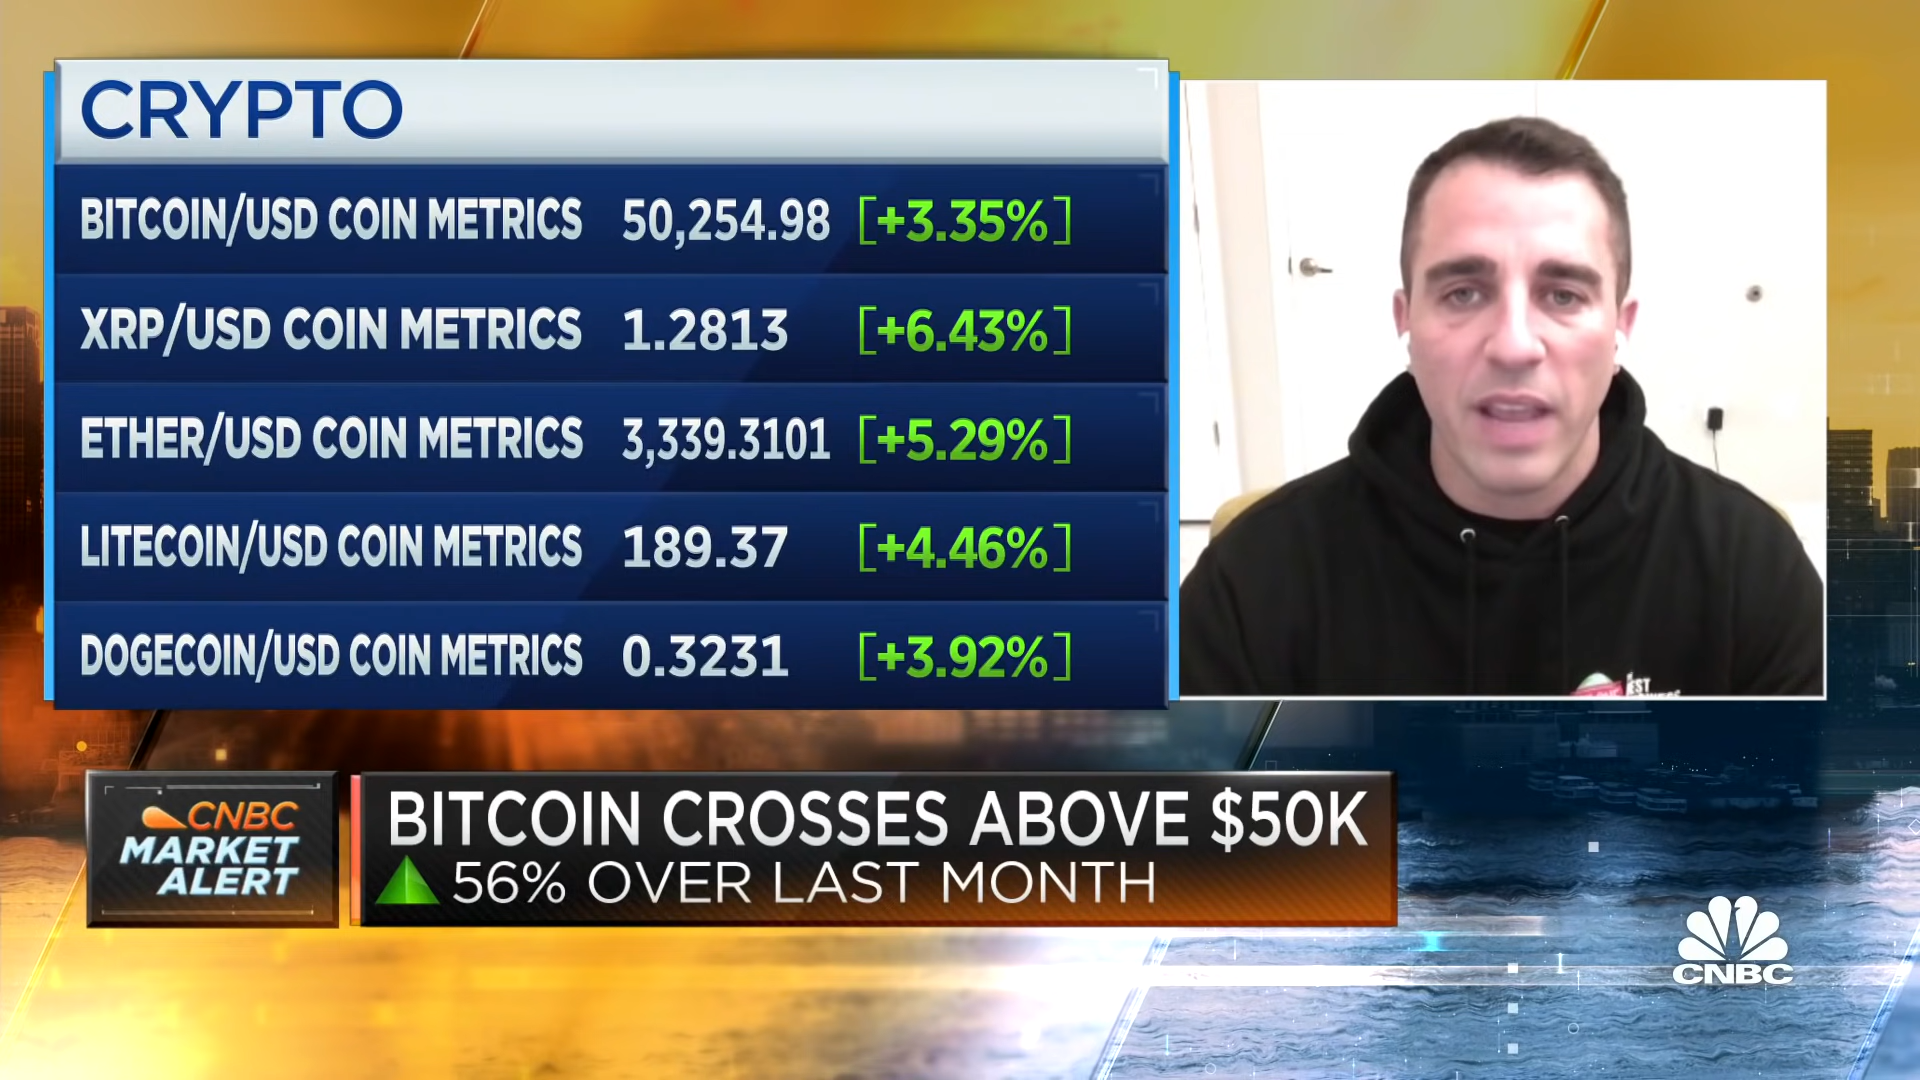 CRYPTO
BITCOIN/USD COIN METRICS 50,254.98 [+3.35%]
XRP/USD COIN METRICS 1.2813 [+6.43%]
ETHER/USD COIN METRICS 3,339.3101 [+5.29%]
LITECOIN/USD COIN METRICS 189.37 [+4.46%]
DOGECOIN/USD COIN METRICS 0.3231 [+3.92%]
CNBC
MARKET
ALERT
BITCOIN CROSSES ABOVE $50K
56% OVER LAST MONTH
CNBC